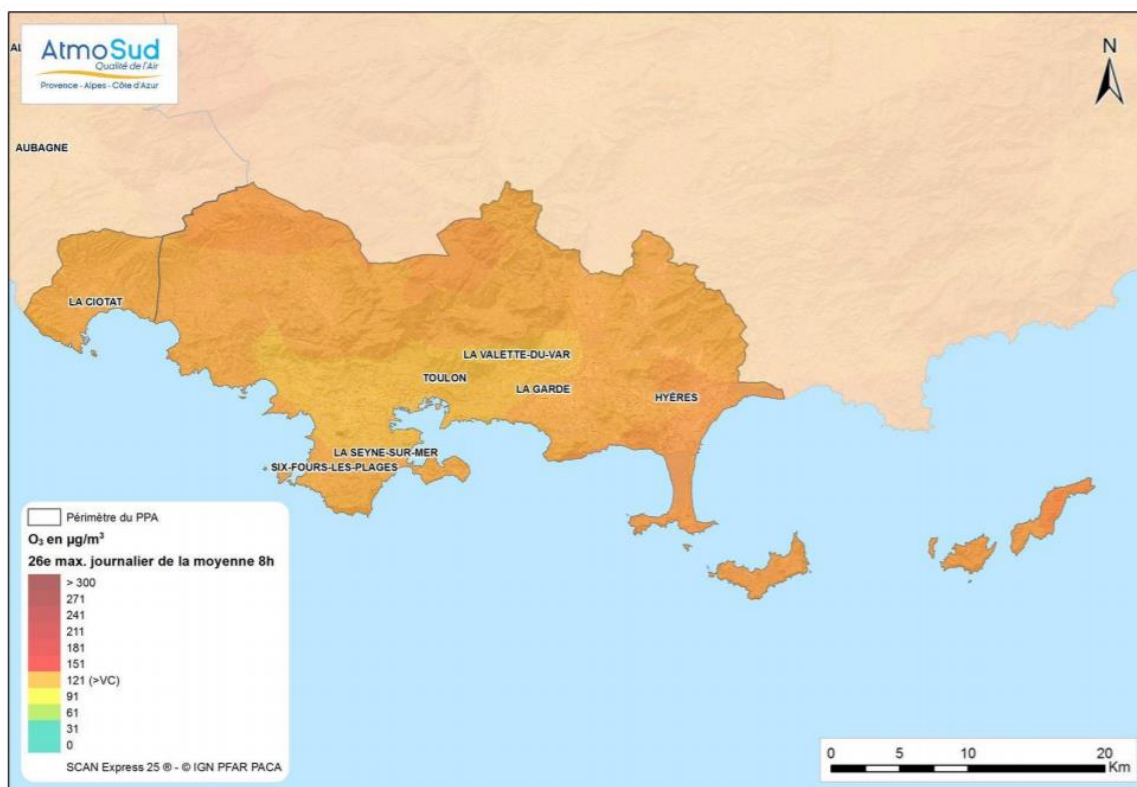 AtmoSud
Qualité de l'Air
Provenance - Alpes - Côte d'Azur
N
AUBAGNE
LA CIOTAT
LA VALETTE-DU-VAR
TOULON
LA GARDE
HYÈRES
LA SEYNE-SUR-MER
SIX-FOURS-LES-PLAGES
Périmètre du PPA
O₃ en µg/m³
26e max. journalier de la moyenne 8h
> 300
271
241
211
181
151
121 (>VC)
91
61
31
0
SCAN Express 25 ® - © IGN PFAR PACA
0 5 10 20
Km